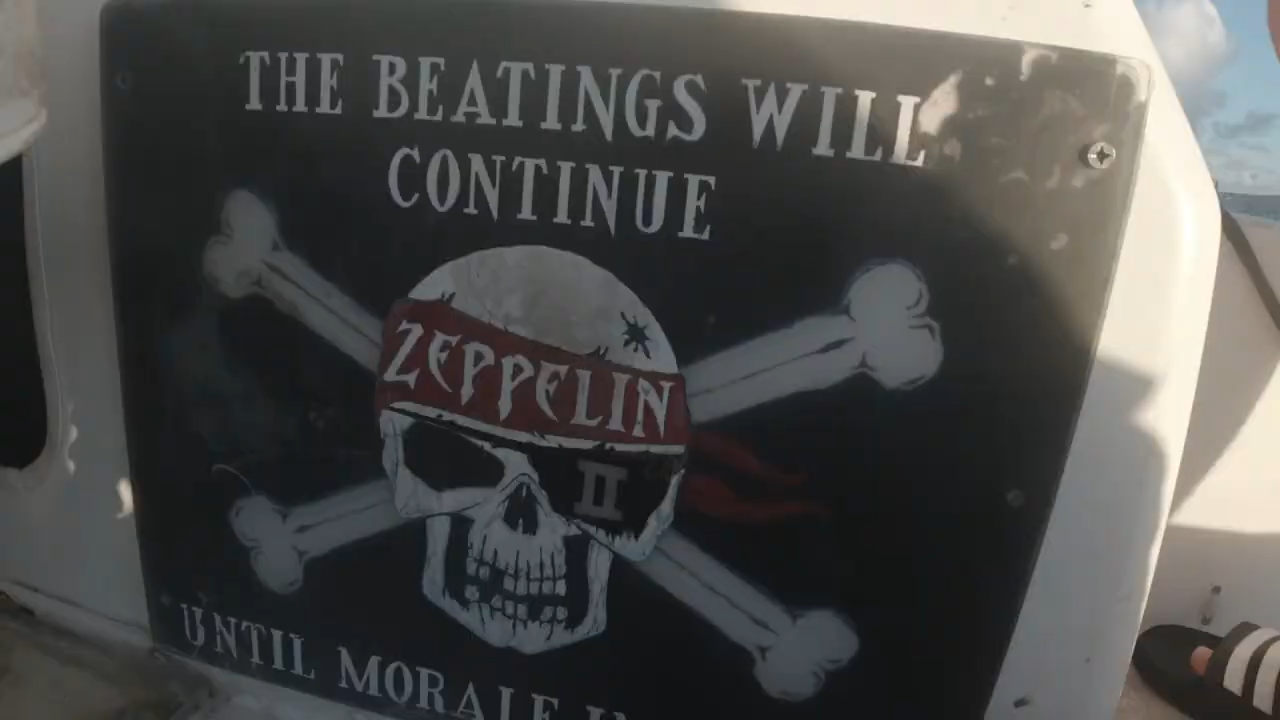 THE BEATINGS WILL
CONTINUE
ZEPPELIN
II
UNTIL MORALE